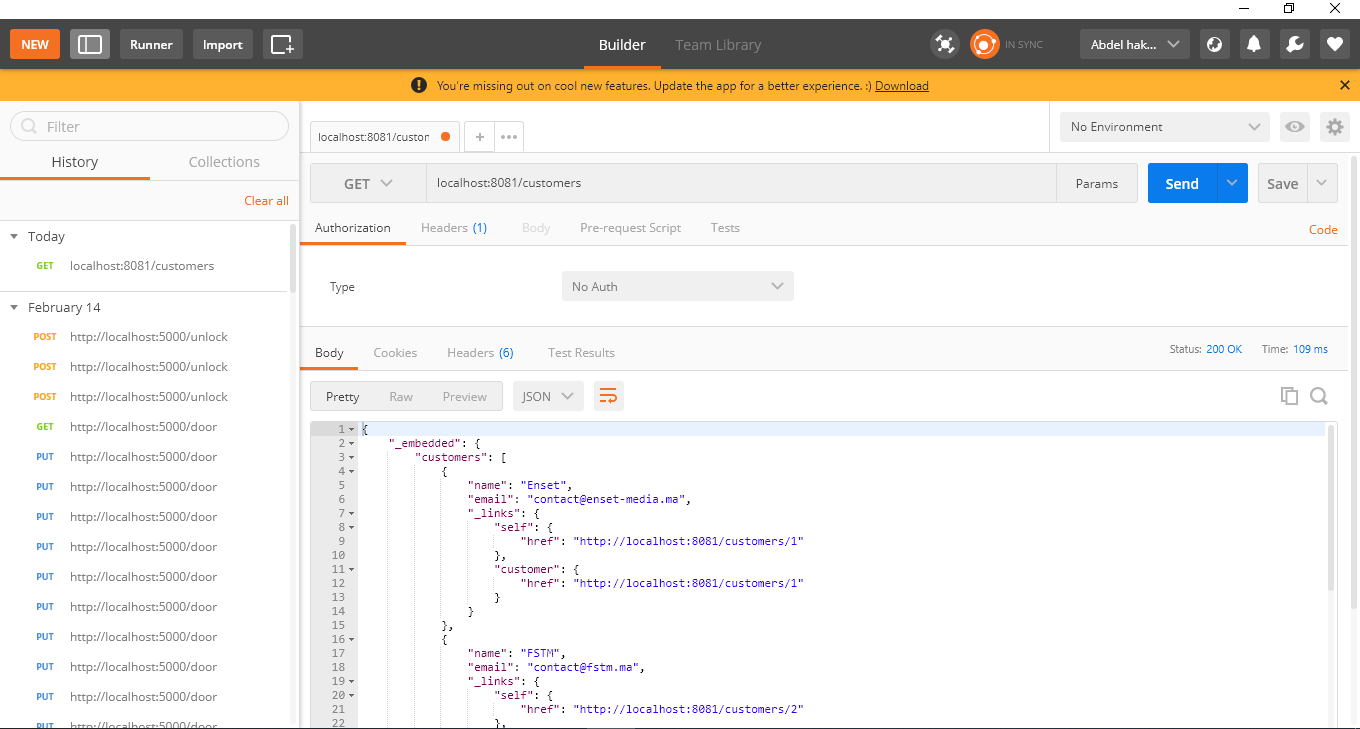 NEW Runner Import Builder Team Library IN SYNC Abdel hak...
You're missing out on cool new features. Update the app for a better experience. :) Download
Filter
History Collections
Clear all
Today
GET localhost:8081/customers
February 14
POST http://localhost:5000/unlock
POST http://localhost:5000/unlock
POST http://localhost:5000/unlock
GET http://localhost:5000/door
PUT http://localhost:5000/door
PUT http://localhost:5000/door
PUT http://localhost:5000/door
PUT http://localhost:5000/door
PUT http://localhost:5000/door
PUT http://localhost:5000/door
PUT http://localhost:5000/door
PUT http://localhost:5000/door
PUT http://localhost:5000/door
PUT http://localhost:5000/door
localhost:8081/custon + ••• No Environment
GET localhost:8081/customers Params Send Save
Authorization Headers (1) Body Pre-request Script Tests Code
Type No Auth
Body Cookies Headers (6) Test Results Status: 200 OK Time: 109 ms
Pretty Raw Preview JSON
1 {
2 "_embedded": {
3 "customers": [
4 {
5 "name": "Enset",
6 "email": "contact@enset-media.ma",
7 "_links": {
8 "self": {
9 "href": "http://localhost:8081/customers/1"
10 },
11 "customer": {
12 "href": "http://localhost:8081/customers/1"
13 }
14 }
15 },
16 {
17 "name": "FSTM",
18 "email": "contact@fstm.ma",
19 "_links": {
20 "self": {
21 "href": "http://localhost:8081/customers/2"
22 },